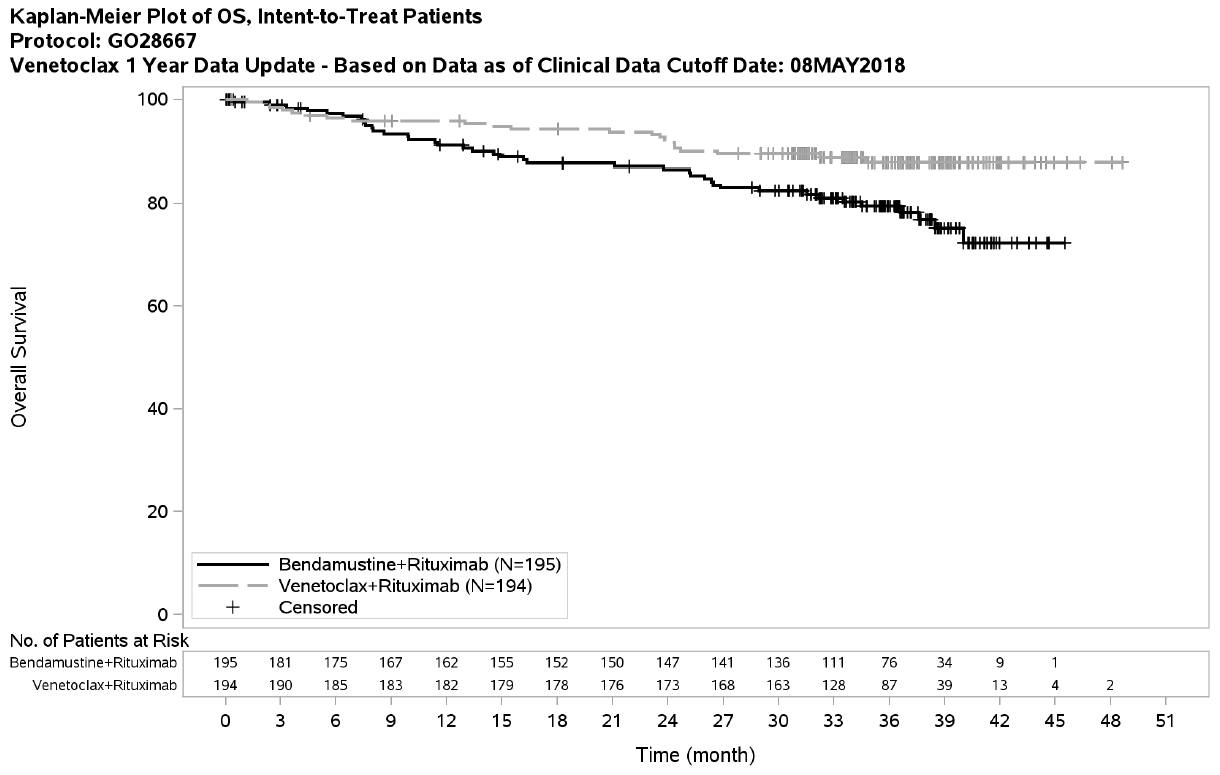 Kaplan-Meier Plot of OS, Intent-to-Treat Patients
Protocol: GO28667
Venetoclax 1 Year Data Update - Based on Data as of Clinical Data Cutoff Date: 08MAY2018
100
80
60
40
20
0
Overall Survival
Bendamustine+Rituximab (N=195)
Venetoclax+Rituximab (N=194)
Censored
No. of Patients at Risk
Bendamustine+Rituximab 195 181 175 167 162 155 152 150 147 141 136 111 76 34 9 1
Venetoclax+Rituximab 194 190 185 183 182 179 178 176 173 168 163 128 87 39 13 4 2
0 3 6 9 12 15 18 21 24 27 30 33 36 39 42 45 48 51
Time (month)